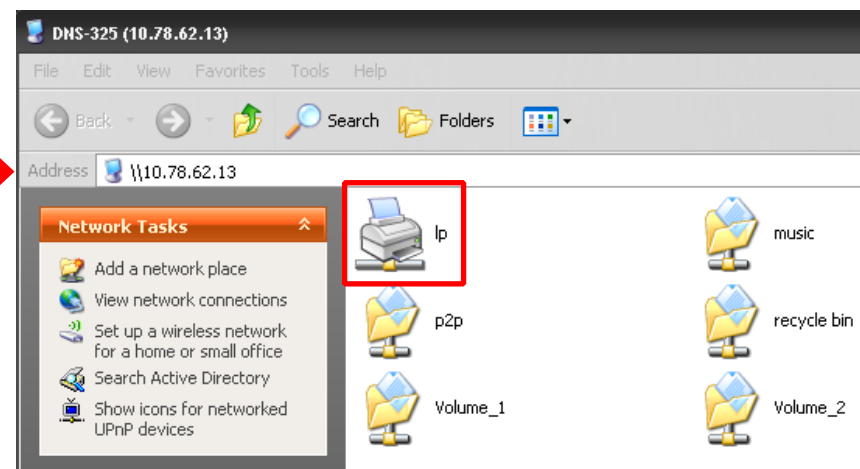 DNS-325 (10.78.62.13)
File Edit View Favorites Tools Help
Back Search Folders
Address \\10.78.62.13
Network Tasks
Add a network place
View network connections
Set up a wireless network
for a home or small office
Search Active Directory
Show icons for networked
UPnP devices
lp
music
p2p
recycle bin
Volume_1
Volume_2